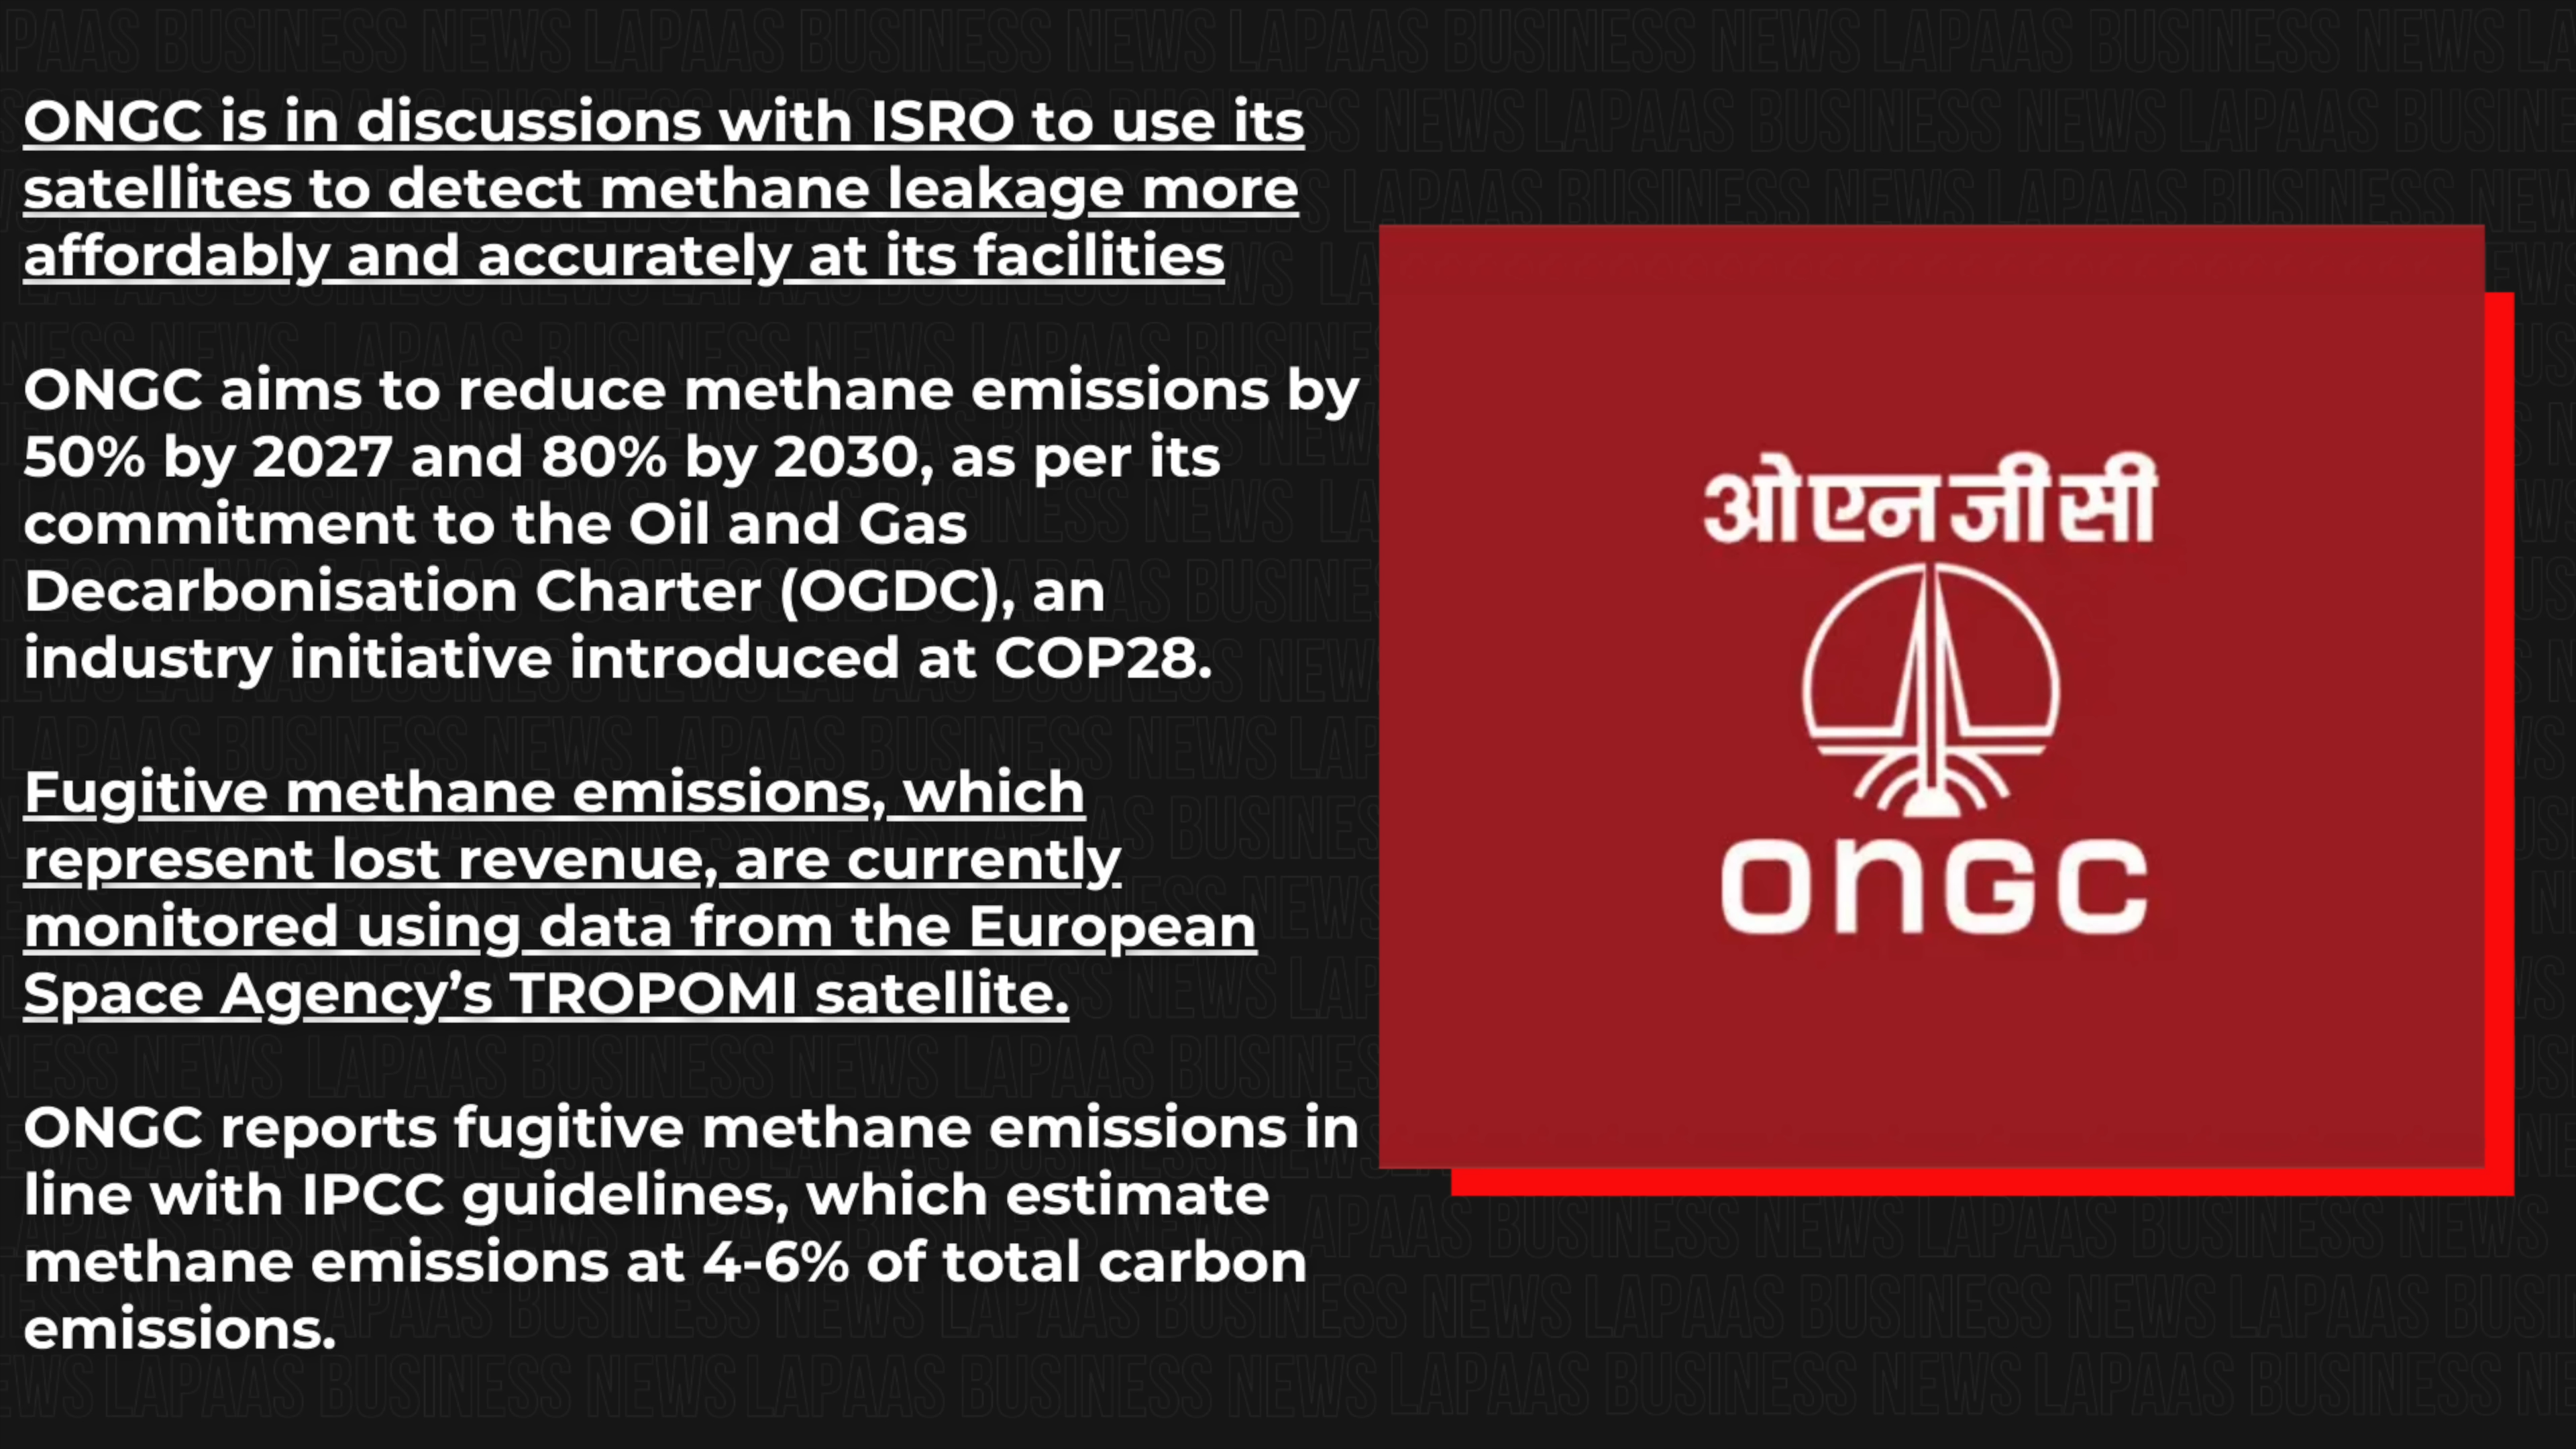 ONGC is in discussions with ISRO to use its
satellites to detect methane leakage more
affordably and accurately at its facilities
ONGC aims to reduce methane emissions by
50% by 2027 and 80% by 2030, as per its
commitment to the Oil and Gas
Decarbonisation Charter (OGDC), an
industry initiative introduced at COP28.
Fugitive methane emissions, which
represent lost revenue, are currently
monitored using data from the European
Space Agency’s TROPOMI satellite.
ONGC reports fugitive methane emissions in
line with IPCC guidelines, which estimate
methane emissions at 4-6% of total carbon
emissions.
ओएनजीसी
ONGC
LAPAAS BUSINESS NEWS